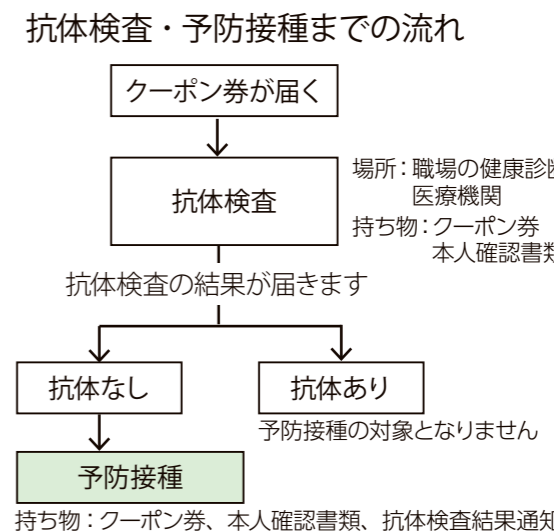 抗体検査・予防接種までの流れ
クーポン券が届く
抗体検査
場所：職場の健康診断
医療機関
持ち物：クーポン券
本人確認書類
抗体検査の結果が届きます
抗体なし
抗体あり
予防接種の対象となりません
予防接種
持ち物：クーポン券、本人確認書類、抗体検査結果通知